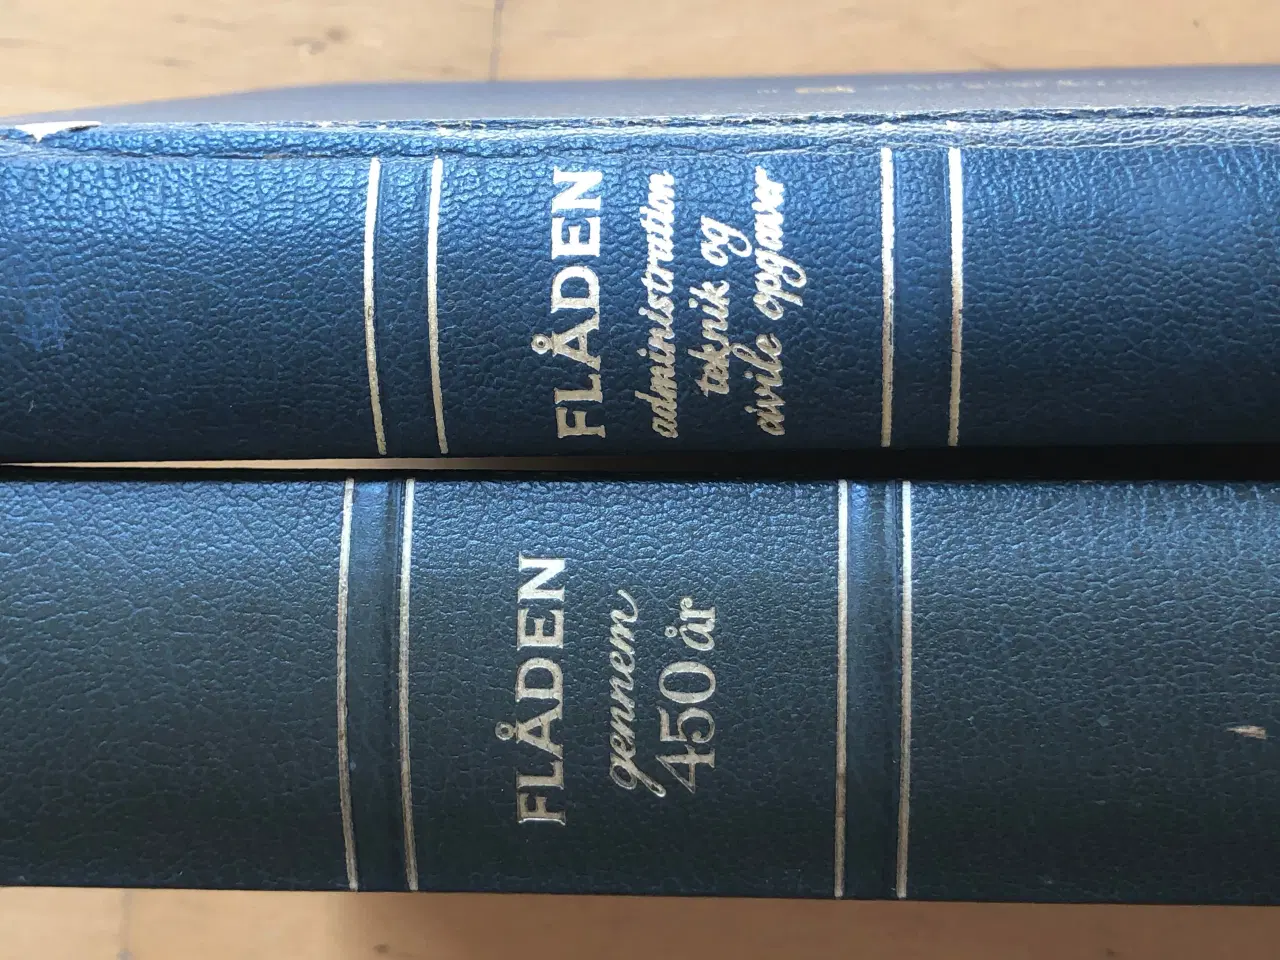 FLÅDEN
administration
teknik og
civile opgaver
FLÅDEN
gennem
450 år